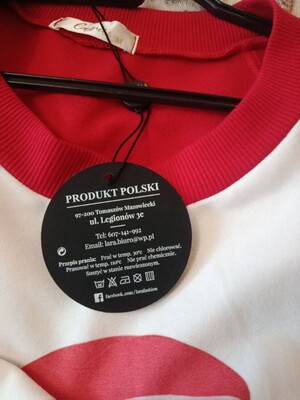 M
PRODUKT POLSKI
97-200 Tomaszów Mazowiecki
ul. Legionów 3c
Tel: 607-141-992
Email: lara.biuro@wp.pl
Przepis prania: Prać w temp. 30°c Nie chlorować.
Prasować w temp. 110°c Nie prać chemicznie.
Suszyć w stanie rozwieszonym.
facebook.com/larafashion